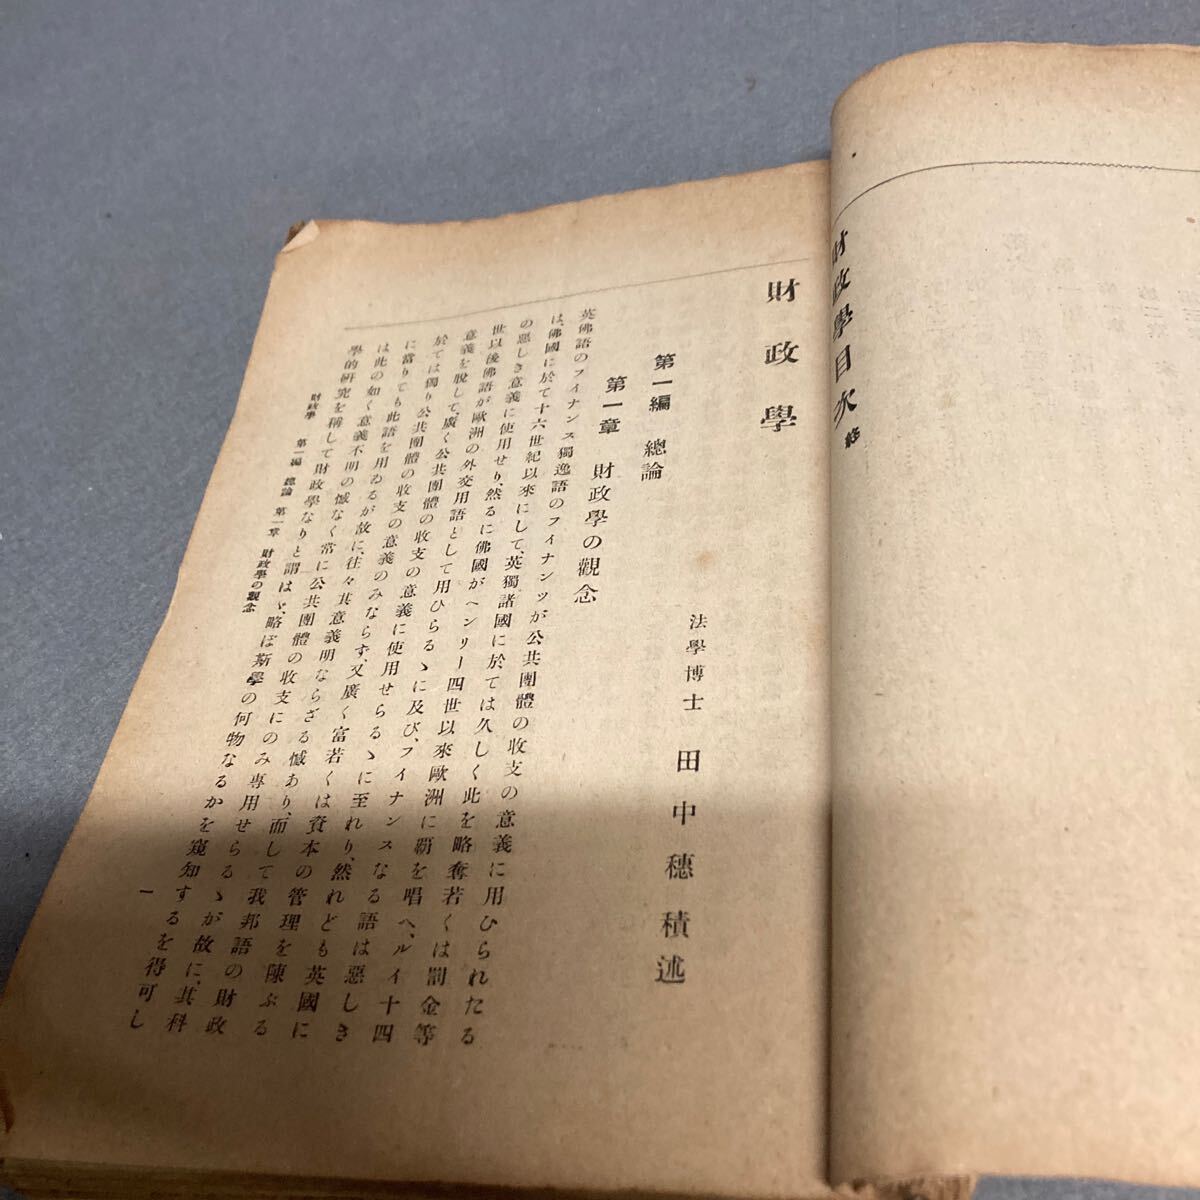 財政學目次終
財政學
法學博士 田中穗積述
第一編 總論
第一章 財政學の觀念
英佛語のフイナンス獨逸語のフイナンツが公共團體の收支の意義に用ひられたる
は、佛國に於て十六世紀以來にして、英獨諸國に於ては久しく此を略奪若くは罰金等
の惡しき意義に使用せり、然るに佛國がヘンリー四世以來歐洲に覇を唱へ、ルイ十四
世以後佛語が歐洲の外交用語として用ひらるゝに及び、フイナンスなる語は惡しき
意義を脫して、廣く公共團體の收支の意義に使用せらるゝに至れり、然れども英國に
於ては獨り公共團體の收支の意義のみならず、又廣く富若くは資本の管理を陳ぶる
に當りても此語を用ゐるが故に、往々其意義明ならざる憾あり、而して我邦語の財政
は此の如く意義不明の憾なく常に公共團體の收支にのみ專用せらるゝが故に、其科
學的硏究を稱して財政學なりと謂はゞ、略ぼ斯學の何物なるかを窺知するを得可し
財政學 第一編 總論 第一章 財政學の觀念
一